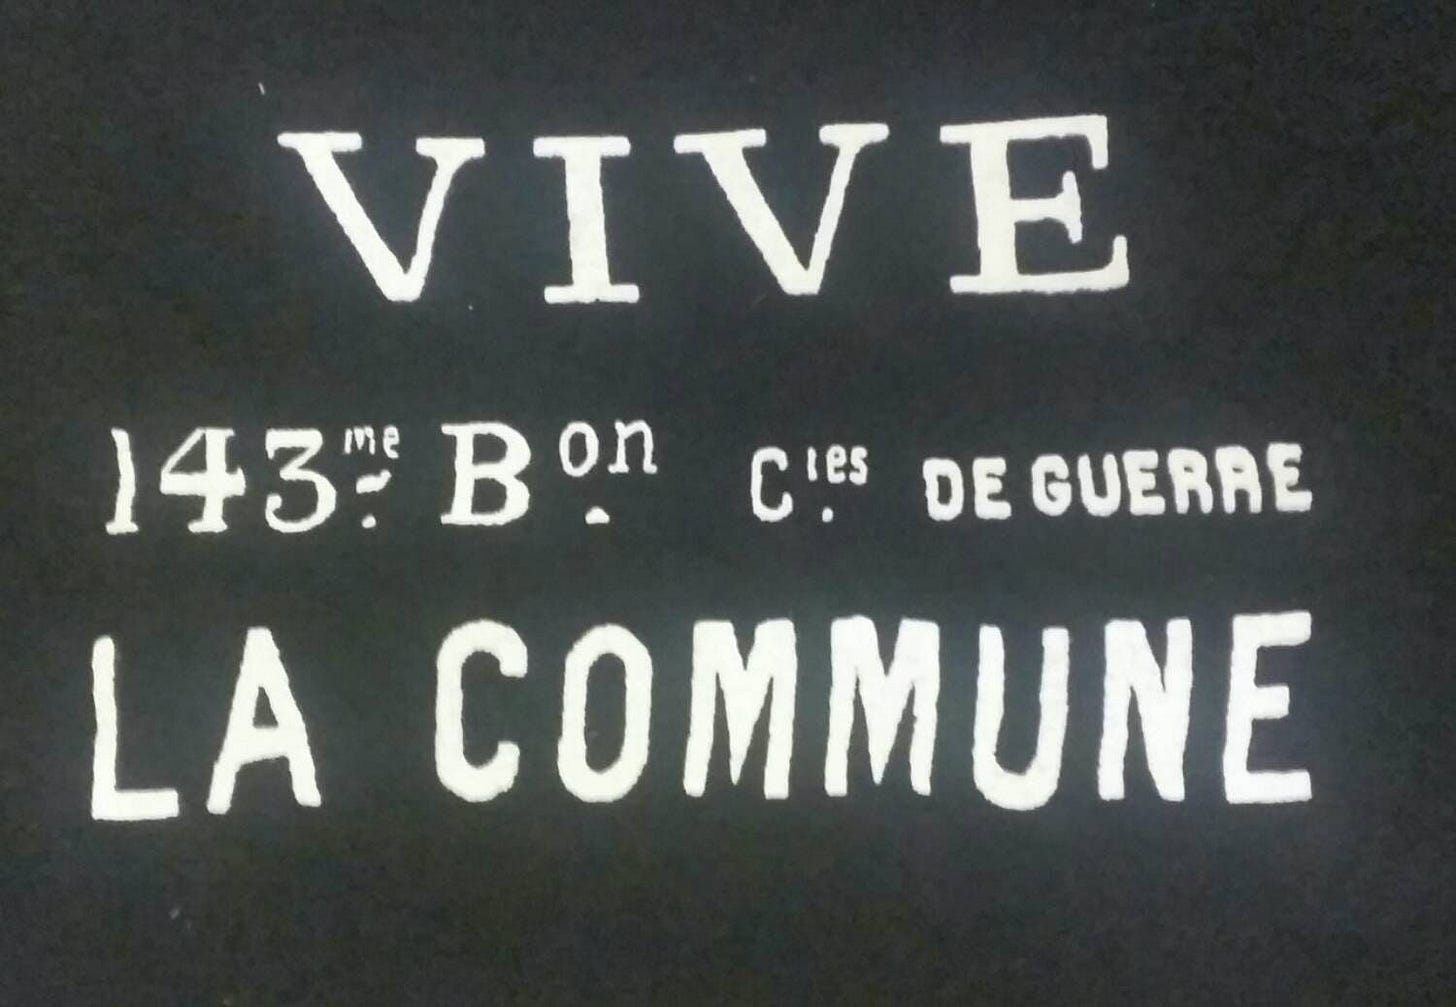 VIVE
143me. Bon. Cies. DE GUERRE
LA COMMUNE